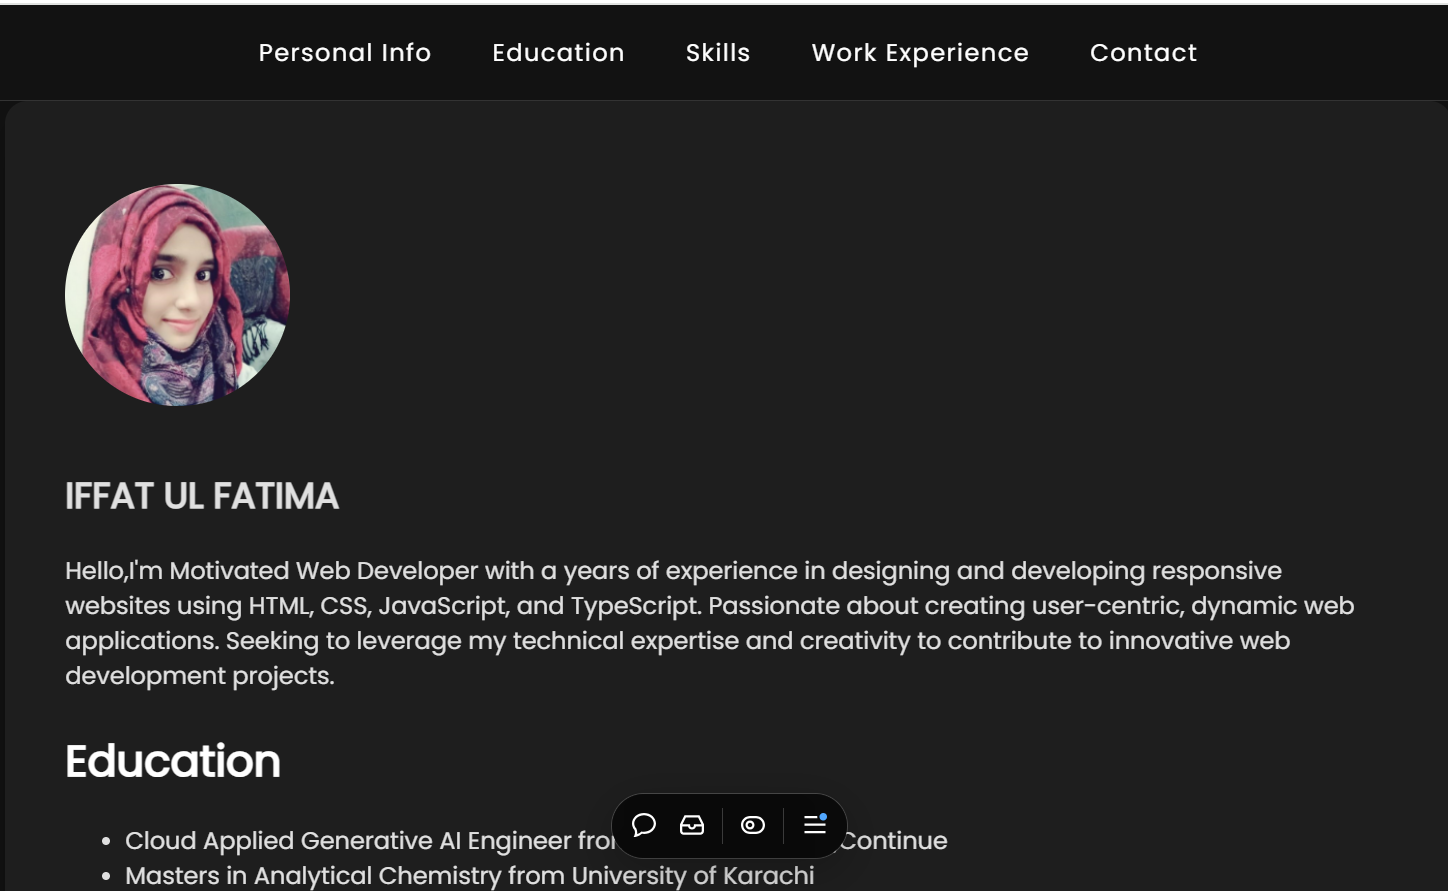 Personal Info Education Skills Work Experience Contact
IFFAT UL FATIMA
Hello,I'm Motivated Web Developer with a years of experience in designing and developing responsive
websites using HTML, CSS, JavaScript, and TypeScript. Passionate about creating user-centric, dynamic web
applications. Seeking to leverage my technical expertise and creativity to contribute to innovative web
development projects.
Education
Cloud Applied Generative AI Engineer Continue
Masters in Analytical Chemistry from University of Karachi